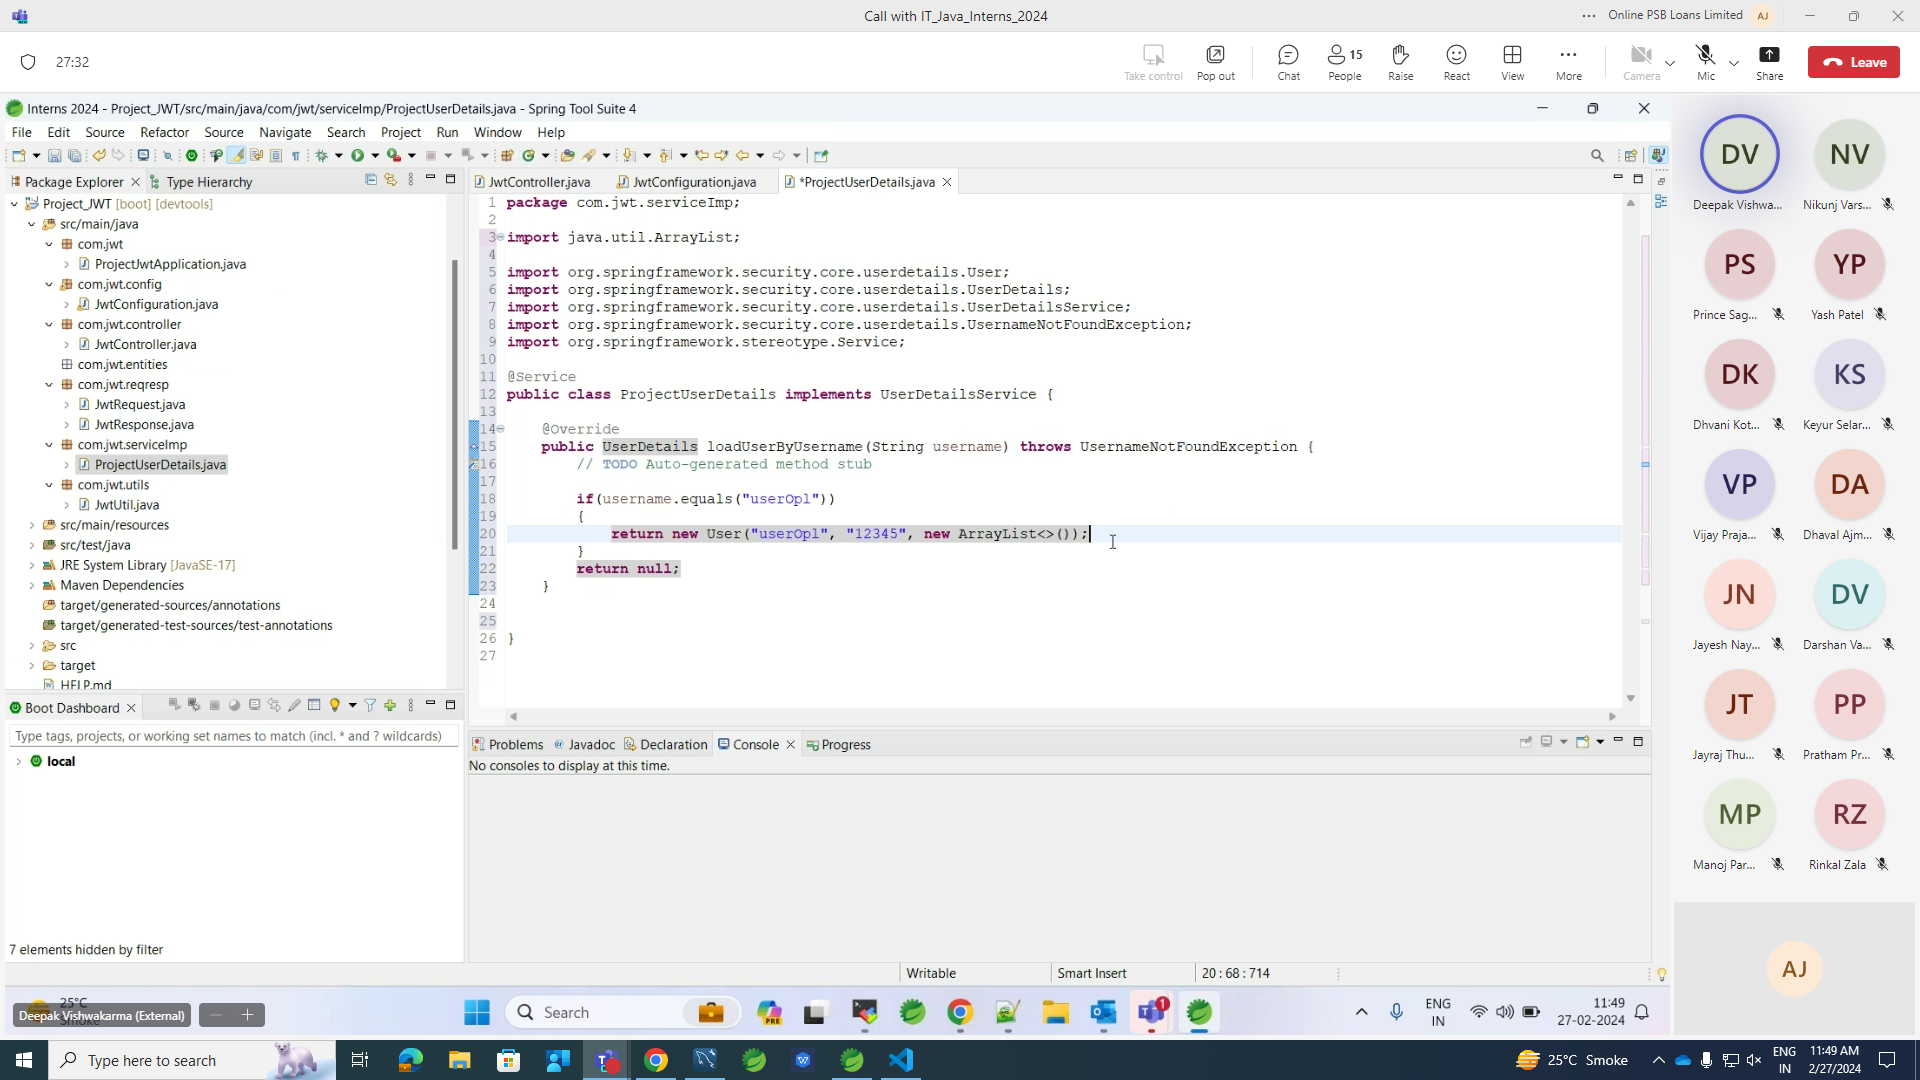 Call with IT_Java_Interns_2024
Online PSB Loans Limited
AJ
27:32
Take control
Pop out
Chat
15
People
Raise
React
View
More
Camera
Mic
Share
Leave
Interns 2024 - Project_JWT/src/main/java/com/jwt/serviceImp/ProjectUserDetails.java - Spring Tool Suite 4
File Edit Source Refactor Source Navigate Search Project Run Window Help
Package Explorer
Type Hierarchy
Project_JWT [boot] [devtools]
src/main/java
com.jwt
ProjectJwtApplication.java
com.jwt.config
JwtConfiguration.java
com.jwt.controller
JwtController.java
com.jwt.entities
com.jwt.reqresp
JwtRequest.java
JwtResponse.java
com.jwt.serviceImp
ProjectUserDetails.java
com.jwt.utils
JwtUtil.java
src/main/resources
src/test/java
JRE System Library [JavaSE-17]
Maven Dependencies
target/generated-sources/annotations
target/generated-test-sources/test-annotations
src
target
HELP.md
JwtController.java
JwtConfiguration.java
*ProjectUserDetails.java
1 package com.jwt.serviceImp;
2
3 import java.util.ArrayList;
4
5 import org.springframework.security.core.userdetails.User;
6 import org.springframework.security.core.userdetails.UserDetails;
7 import org.springframework.security.core.userdetails.UserDetailsService;
8 import org.springframework.security.core.userdetails.UsernameNotFoundException;
9 import org.springframework.stereotype.Service;
10
11 @Service
12 public class ProjectUserDetails implements UserDetailsService {
13
14 @Override
15 public UserDetails loadUserByUsername(String username) throws UsernameNotFoundException {
16 // TODO Auto-generated method stub
17
18 if(username.equals("userOpl"))
19 {
20 return new User("userOpl", "12345", new ArrayList<>());
21 }
22 return null;
23 }
24
25
26 }
27
Boot Dashboard
Type tags, projects, or working set names to match (incl. * and ? wildcards)
local
7 elements hidden by filter
Problems
Javadoc
Declaration
Console
Progress
No consoles to display at this time.
Writable
Smart Insert
20 : 68 : 714
DV
Deepak Vishwa...
NV
Nikunj Vars...
PS
Prince Sag...
YP
Yash Patel
DK
Dhvani Kot...
KS
Keyur Selar...
VP
Vijay Praja...
DA
Dhaval Ajm...
JN
Jayesh Nay...
DV
Darshan Va...
JT
Jayraj Thu...
PP
Pratham Pr...
MP
Manoj Par...
RZ
Rinkal Zala
AJ
25°C
Deepak Vishwakarma (External)
Search
PRE
1
ENG
IN
11:49
27-02-2024
Type here to search
25°C Smoke
ENG
IN
11:49 AM
2/27/2024